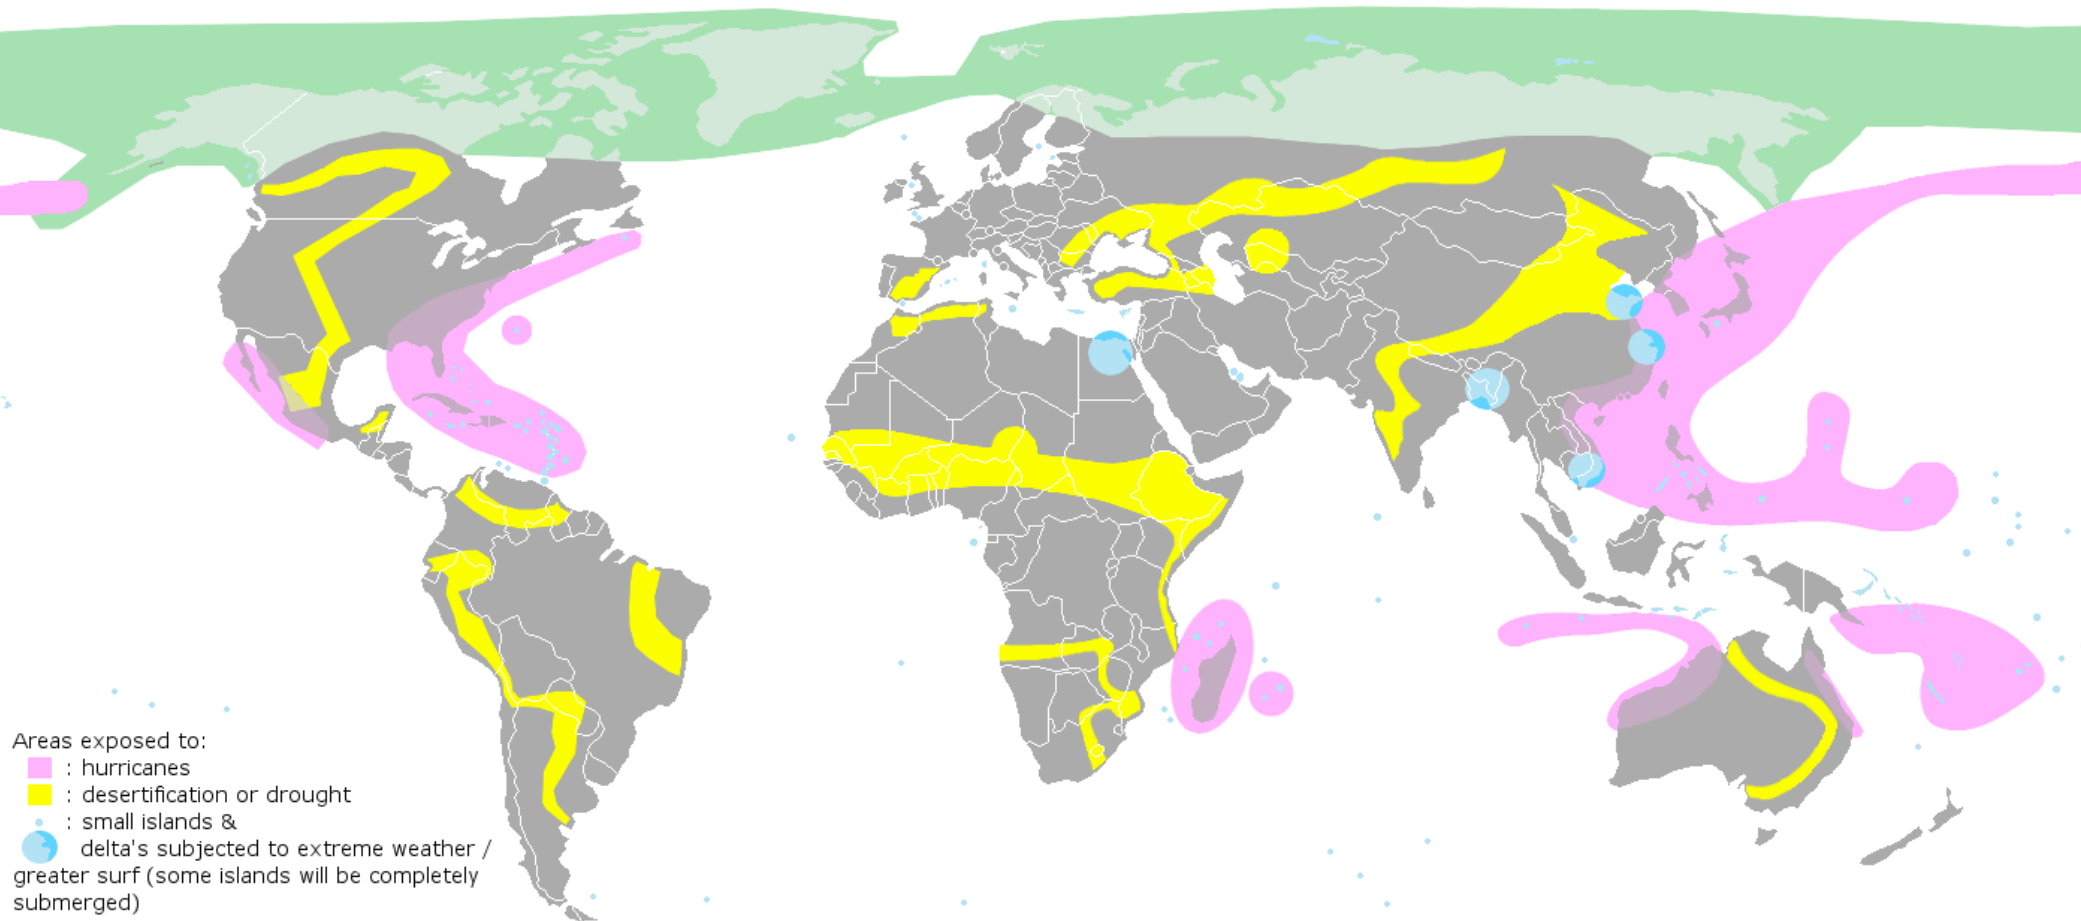 Areas exposed to:
: hurricanes
: desertification or drought
: small islands &
delta's subjected to extreme weather /
greater surf (some islands will be completely
submerged)